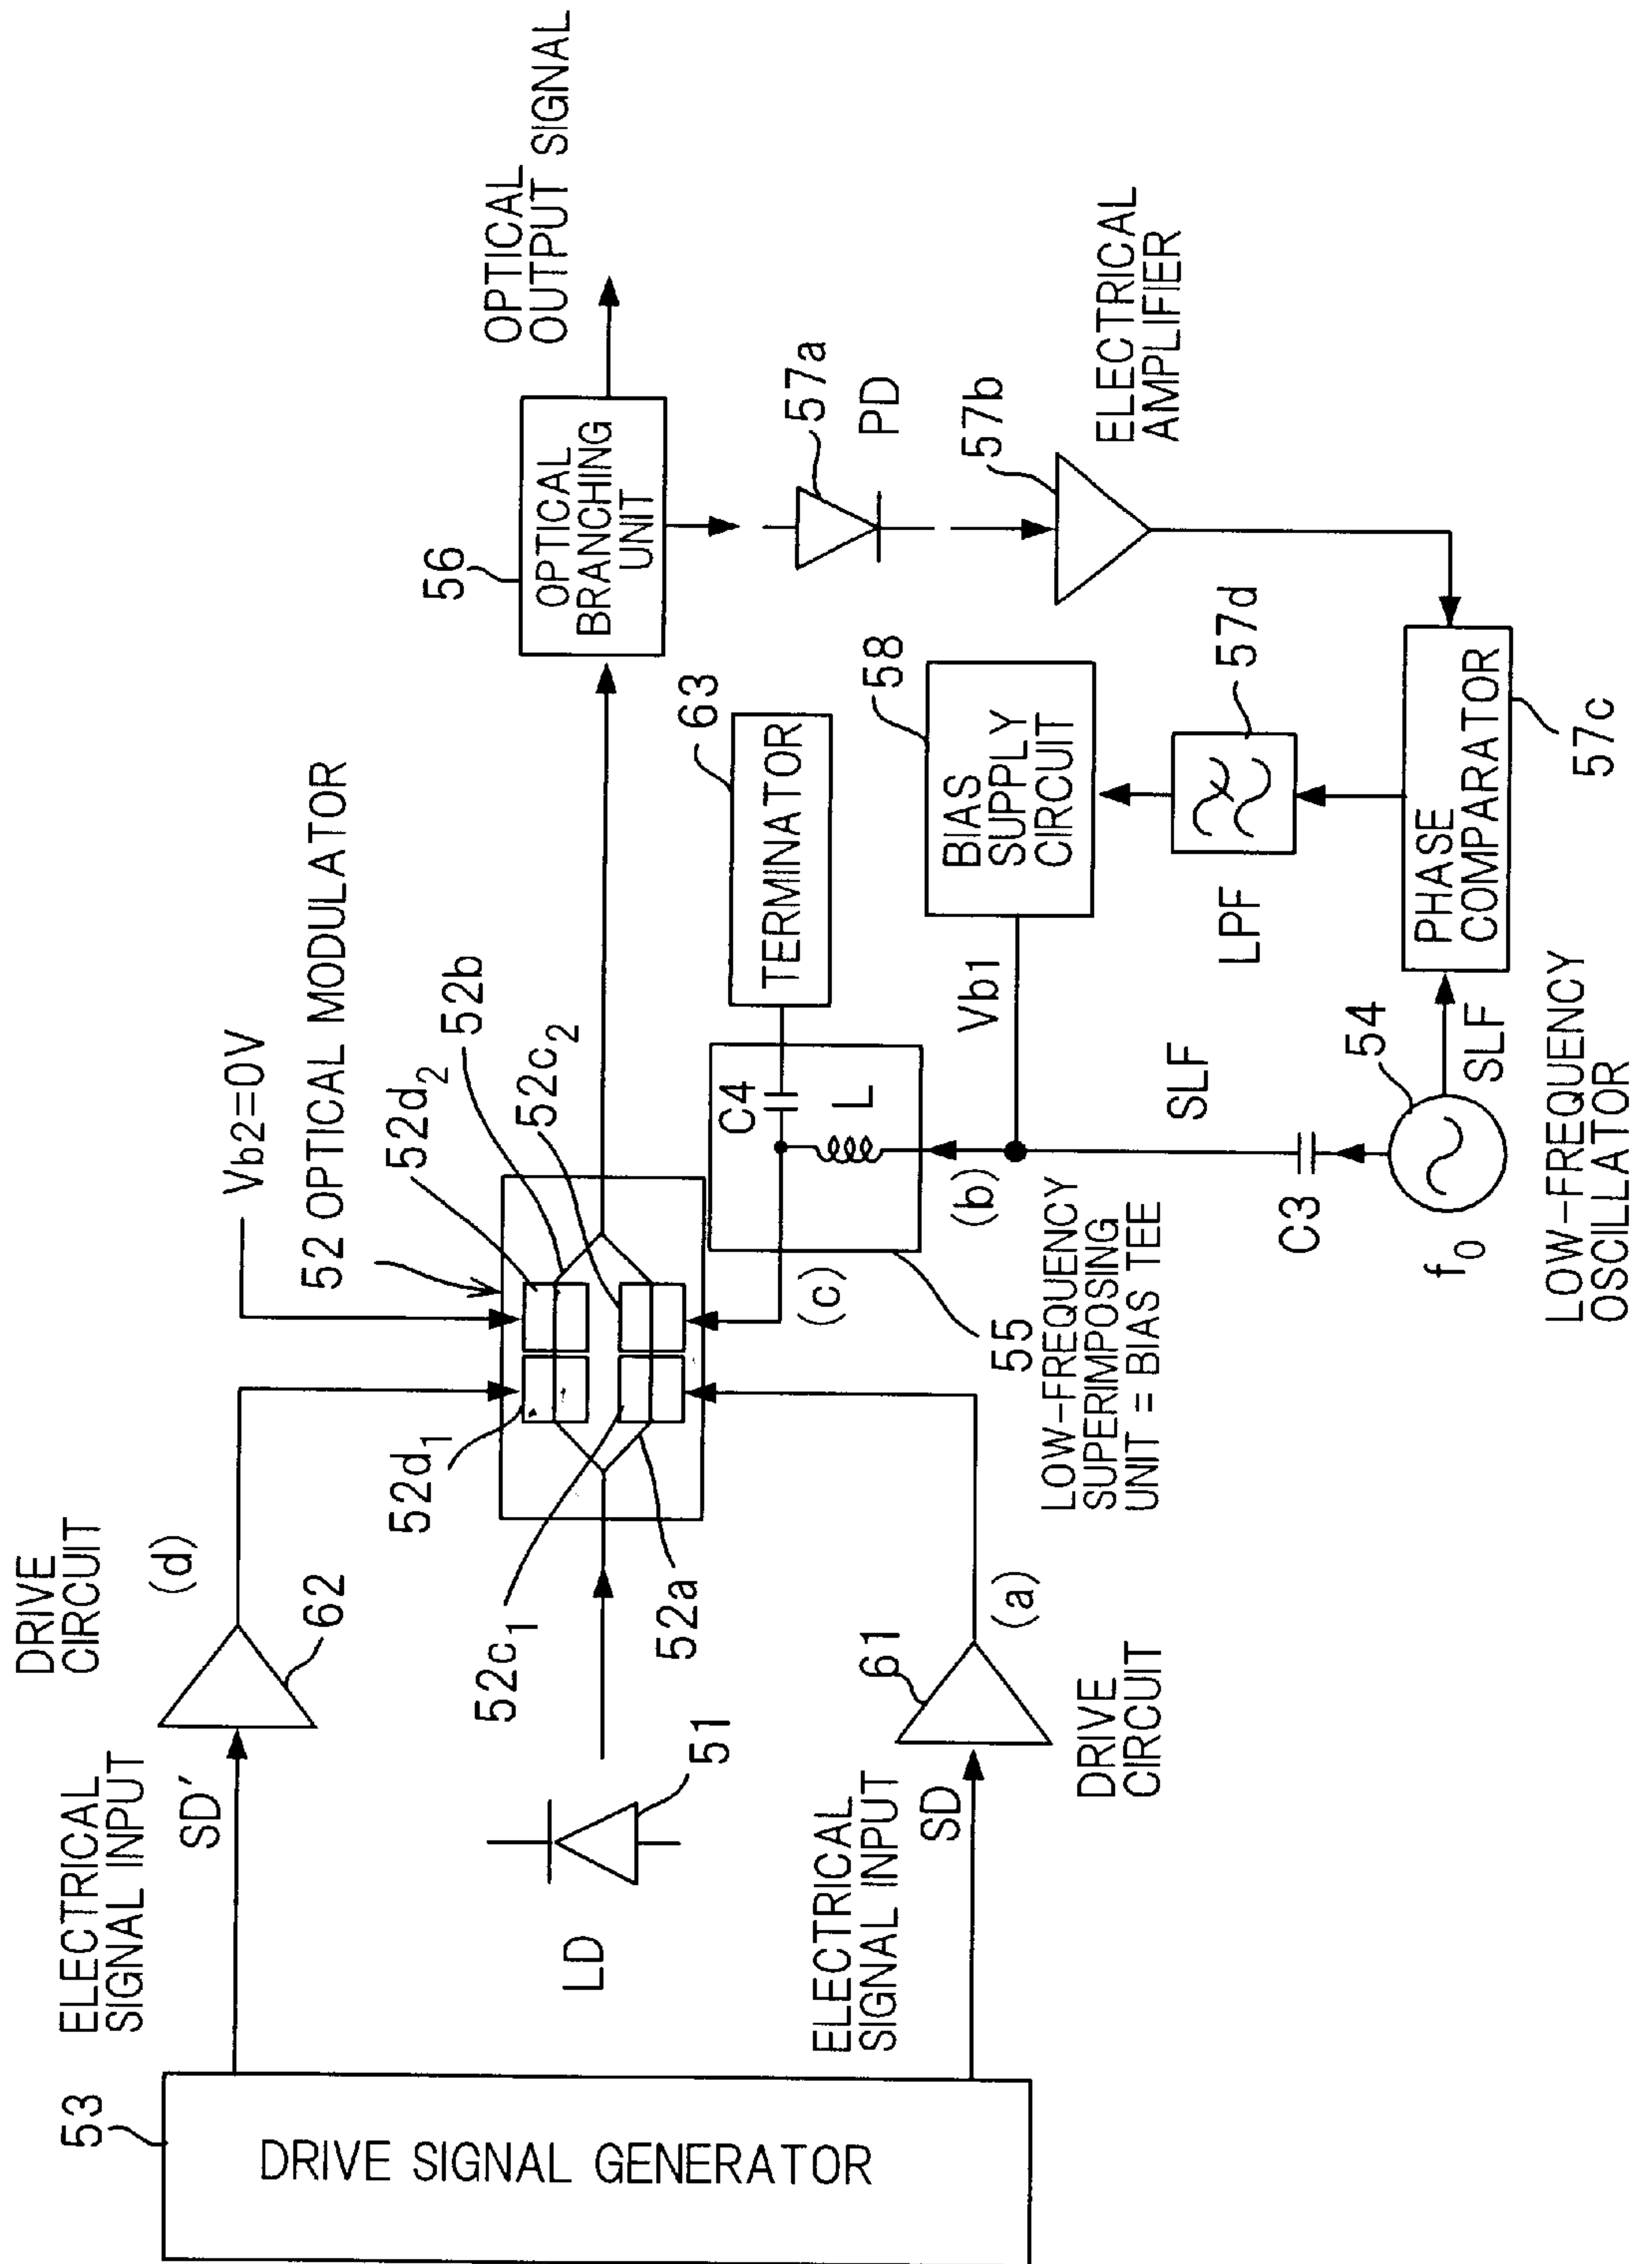 53
DRIVE SIGNAL GENERATOR
ELECTRICAL
SIGNAL INPUT
SD'
DRIVE
CIRCUIT
62
(d)
LD
51
ELECTRICAL
SIGNAL INPUT
SD
61
DRIVE
CIRCUIT
(a)
Vb2=0V
52 OPTICAL MODULATOR
52d1
52d2
52b
52c1
52c2
52a
(c)
C4
L
63
TERMINATOR
55
LOW-FREQUENCY
SUPERIMPOSING
UNIT = BIAS TEE
(b)
Vb1
58
BIAS
SUPPLY
CIRCUIT
56
OPTICAL
BRANCHING
UNIT
OPTICAL
OUTPUT SIGNAL
57a
PD
57b
ELECTRICAL
AMPLIFIER
57d
LPF
PHASE
COMPARATOR
57c
SLF
C3
54
SLF
f0
LOW-FREQUENCY
OSCILLATOR